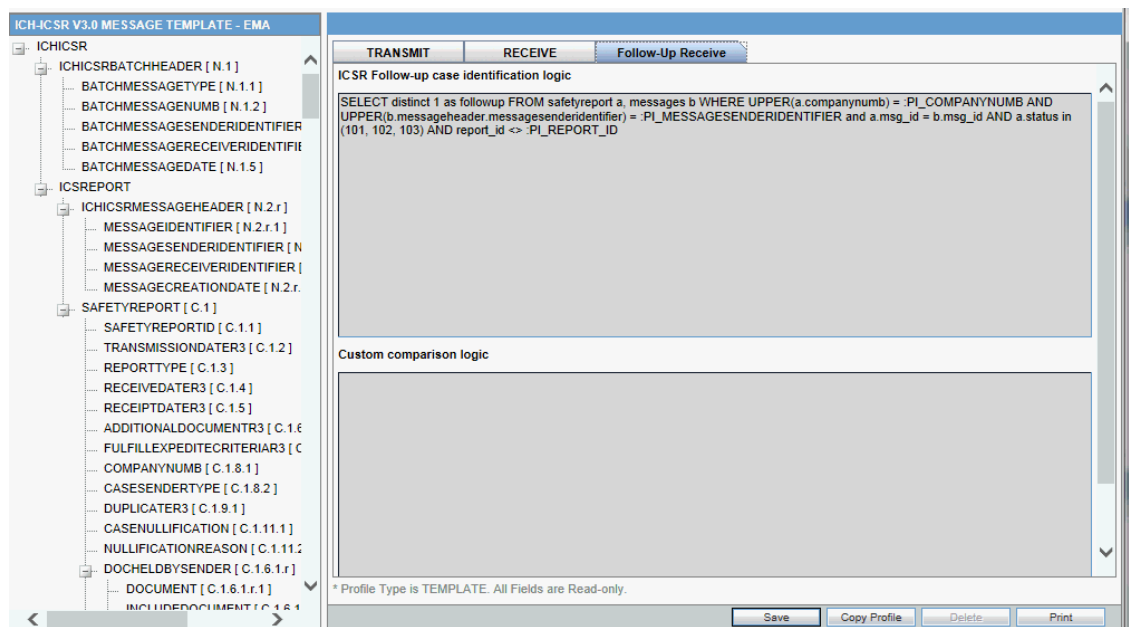 ICH-ICSR V3.0 MESSAGE TEMPLATE - EMA
ICHICSR
ICHICSRBATCHHEADER [ N.1 ]
BATCHMESSAGETYPE [ N.1.1 ]
BATCHMESSAGENUMB [ N.1.2 ]
BATCHMESSAGESENDERIDENTIFIER
BATCHMESSAGERECEIVERIDENTIFIE
BATCHMESSAGEDATE [ N.1.5 ]
ICSREPORT
ICHICSRMESSAGEHEADER [ N.2.r ]
MESSAGEIDENTIFIER [ N.2.r.1 ]
MESSAGESENDERIDENTIFIER [ N
MESSAGERECEIVERIDENTIFIER [
MESSAGECREATIONDATE [ N.2.r.
SAFETYREPORT [ C.1 ]
SAFETYREPORTID [ C.1.1 ]
TRANSMISSIONDATER3 [ C.1.2 ]
REPORTTYPE [ C.1.3 ]
RECEIVEDATER3 [ C.1.4 ]
RECEIPTDATER3 [ C.1.5 ]
ADDITIONALDOCUMENTR3 [ C.1.6
FULFILLEXPEDITECRITERIAR3 [ C
COMPANYNUMB [ C.1.8.1 ]
CASESENDERTYPE [ C.1.8.2 ]
DUPLICATER3 [ C.1.9.1 ]
CASENULLIFICATION [ C.1.11.1 ]
NULLIFICATIONREASON [ C.1.11.2
DOCHELDBYSENDER [ C.1.6.1.r ]
DOCUMENT [ C.1.6.1.r.1 ]
INCLUDEDOCUMENT [ C.1.6.1
TRANSMIT
RECEIVE
Follow-Up Receive
ICSR Follow-up case identification logic
SELECT distinct 1 as followup FROM safetyreport a, messages b WHERE UPPER(a.companynumb) = :PI_COMPANYNUMB AND
UPPER(b.messageheader.messagesenderidentifier) = :PI_MESSAGESENDERIDENTIFIER and a.msg_id = b.msg_id AND a.status in
(101, 102, 103) AND report_id <> :PI_REPORT_ID
Custom comparison logic
* Profile Type is TEMPLATE. All Fields are Read-only.
Save
Copy Profile
Delete
Print